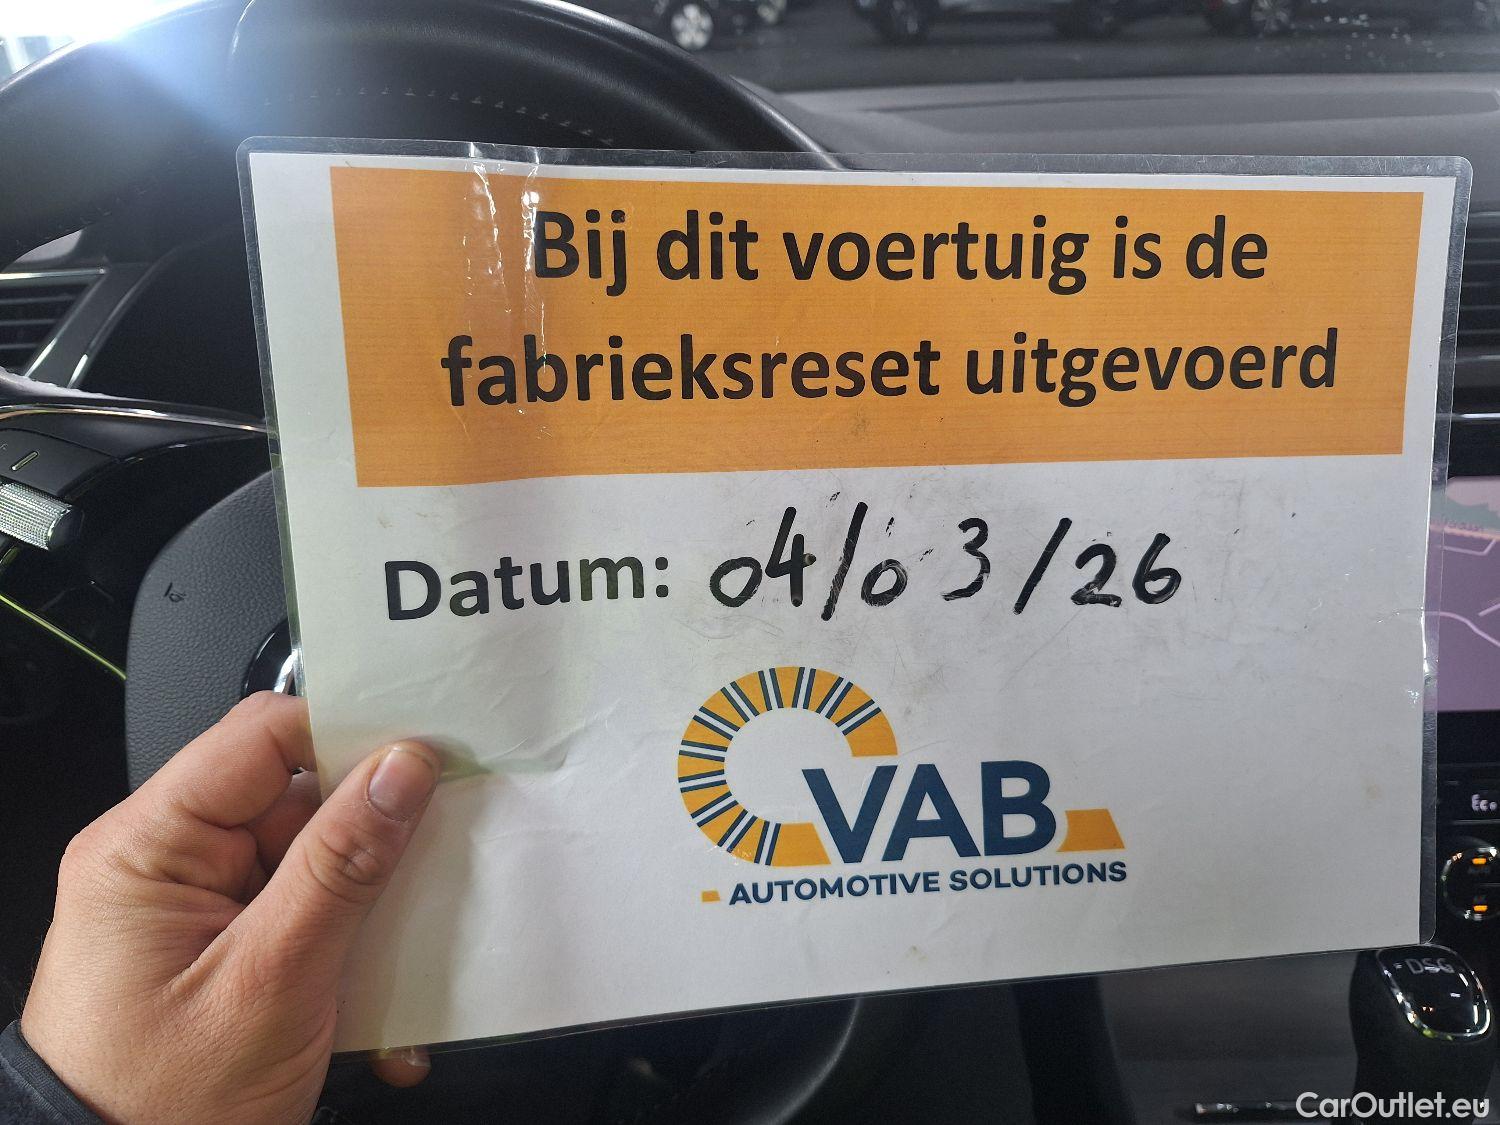 Bij dit voertuig is de
fabrieksreset uitgevoerd
Datum: 04/03/26
VAB
AUTOMOTIVE SOLUTIONS
DSG
CarOutlet.eu